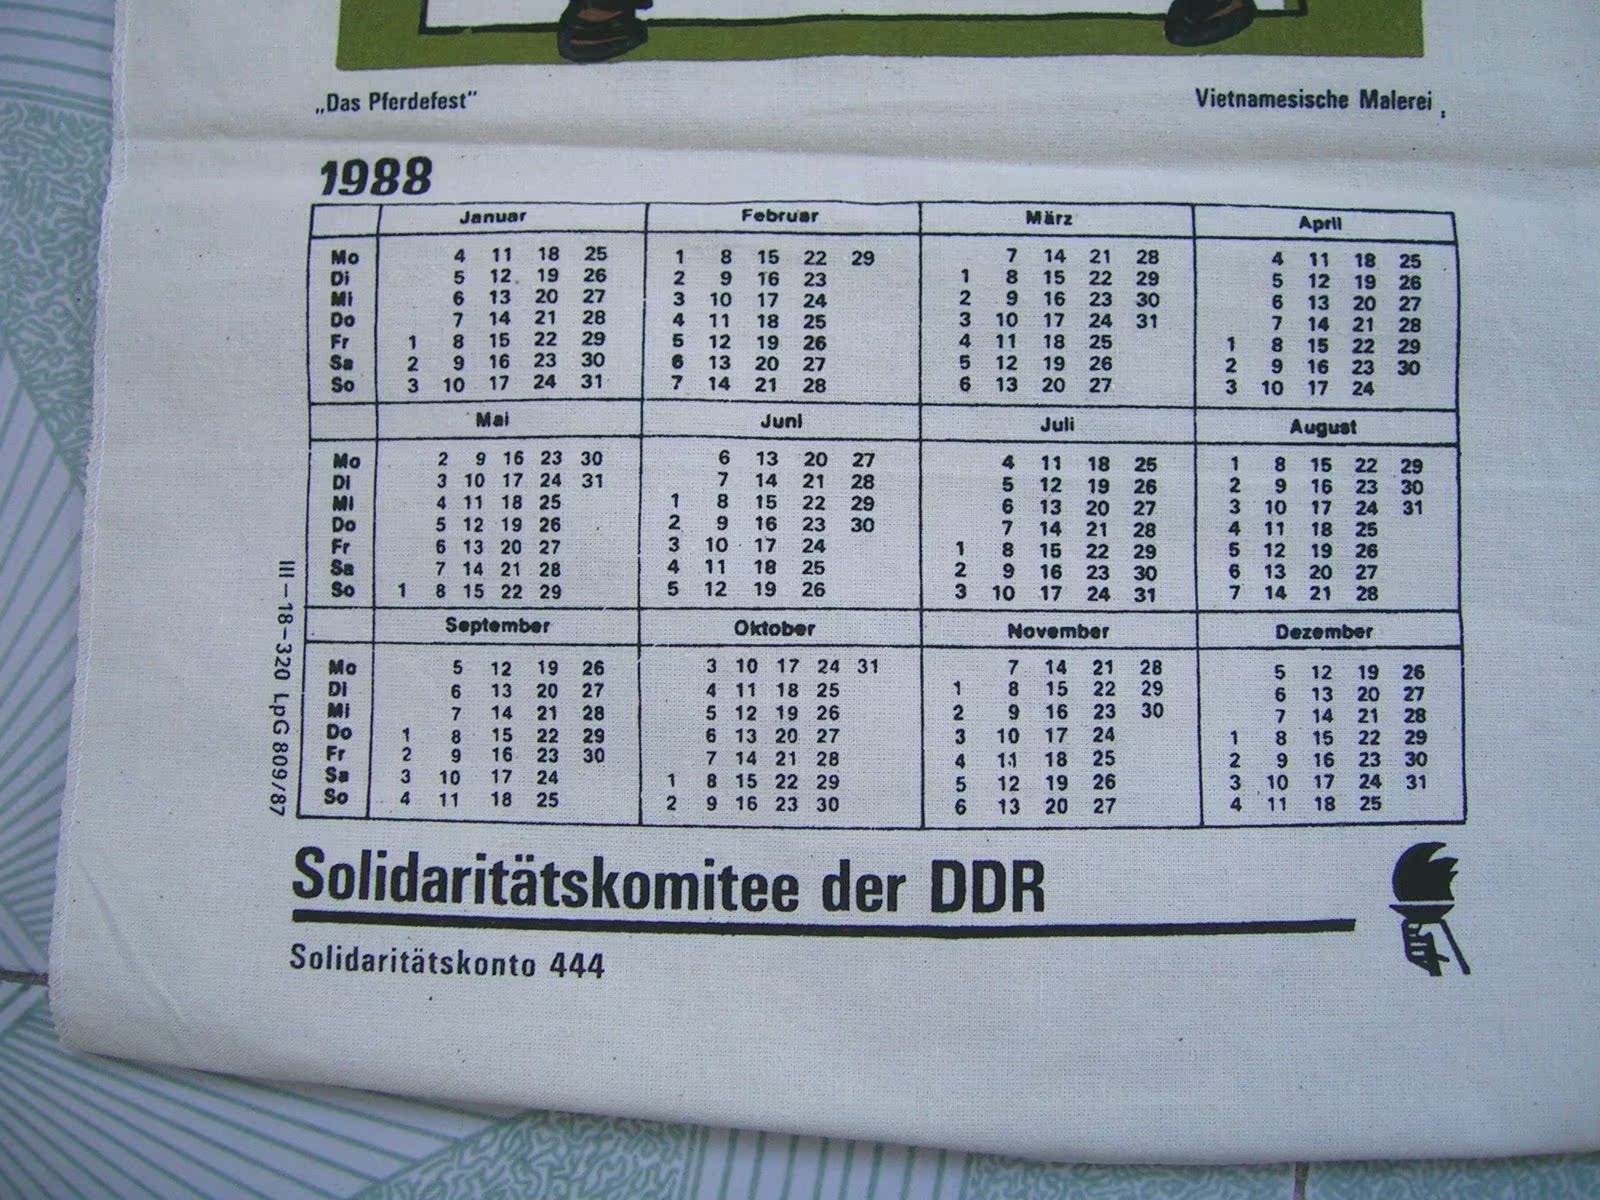 „Das Pferdefest"
Vietnamesische Malerei
1988
Januar Februar März April
Mo 4 11 18 25 1 8 15 22 29 7 14 21 28 4 11 18 25
Di 5 12 19 26 2 9 16 23 1 8 15 22 29 5 12 19 26
Mi 6 13 20 27 3 10 17 24 2 9 16 23 30 6 13 20 27
Do 7 14 21 28 4 11 18 25 3 10 17 24 31 7 14 21 28
Fr 1 8 15 22 29 5 12 19 26 4 11 18 25 1 8 15 22 29
Sa 2 9 16 23 30 6 13 20 27 5 12 19 26 2 9 16 23 30
So 3 10 17 24 31 7 14 21 28 6 13 20 27 3 10 17 24
Mai Juni Juli August
Mo 2 9 16 23 30 6 13 20 27 4 11 18 25 1 8 15 22 29
Di 3 10 17 24 31 7 14 21 28 5 12 19 26 2 9 16 23 30
Mi 4 11 18 25 1 8 15 22 29 6 13 20 27 3 10 17 24 31
Do 5 12 19 26 2 9 16 23 30 7 14 21 28 4 11 18 25
Fr 6 13 20 27 3 10 17 24 1 8 15 22 29 5 12 19 26
Sa 7 14 21 28 4 11 18 25 2 9 16 23 30 6 13 20 27
So 1 8 15 22 29 5 12 19 26 3 10 17 24 31 7 14 21 28
September Oktober November Dezember
Mo 5 12 19 26 3 10 17 24 31 7 14 21 28 5 12 19 26
Di 6 13 20 27 4 11 18 25 1 8 15 22 29 6 13 20 27
Mi 7 14 21 28 5 12 19 26 2 9 16 23 30 7 14 21 28
Do 1 8 15 22 29 6 13 20 27 3 10 17 24 1 8 15 22 29
Fr 2 9 16 23 30 7 14 21 28 4 11 18 25 2 9 16 23 30
Sa 3 10 17 24 1 8 15 22 29 5 12 19 26 3 10 17 24 31
So 4 11 18 25 2 9 16 23 30 6 13 20 27 4 11 18 25
III-18-320 LpG 809/87
Solidaritätskomitee der DDR
Solidaritätskonto 444